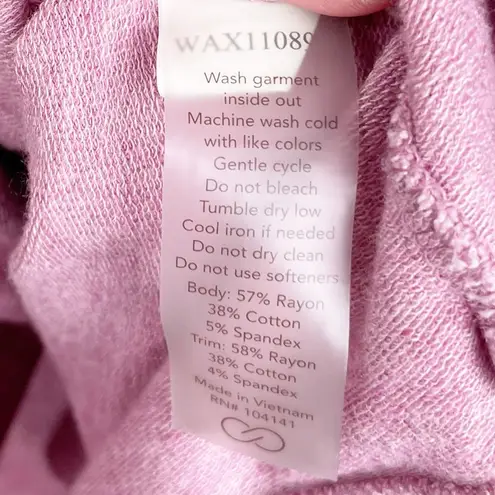 WAX11089
Wash garment
inside out
Machine wash cold
with like colors
Gentle cycle
Do not bleach
Tumble dry low
Cool iron if needed
Do not dry clean
Do not use softeners
Body: 57% Rayon
38% Cotton
5% Spandex
Trim: 58% Rayon
38% Cotton
4% Spandex
Made in Vietnam
RN# 104141